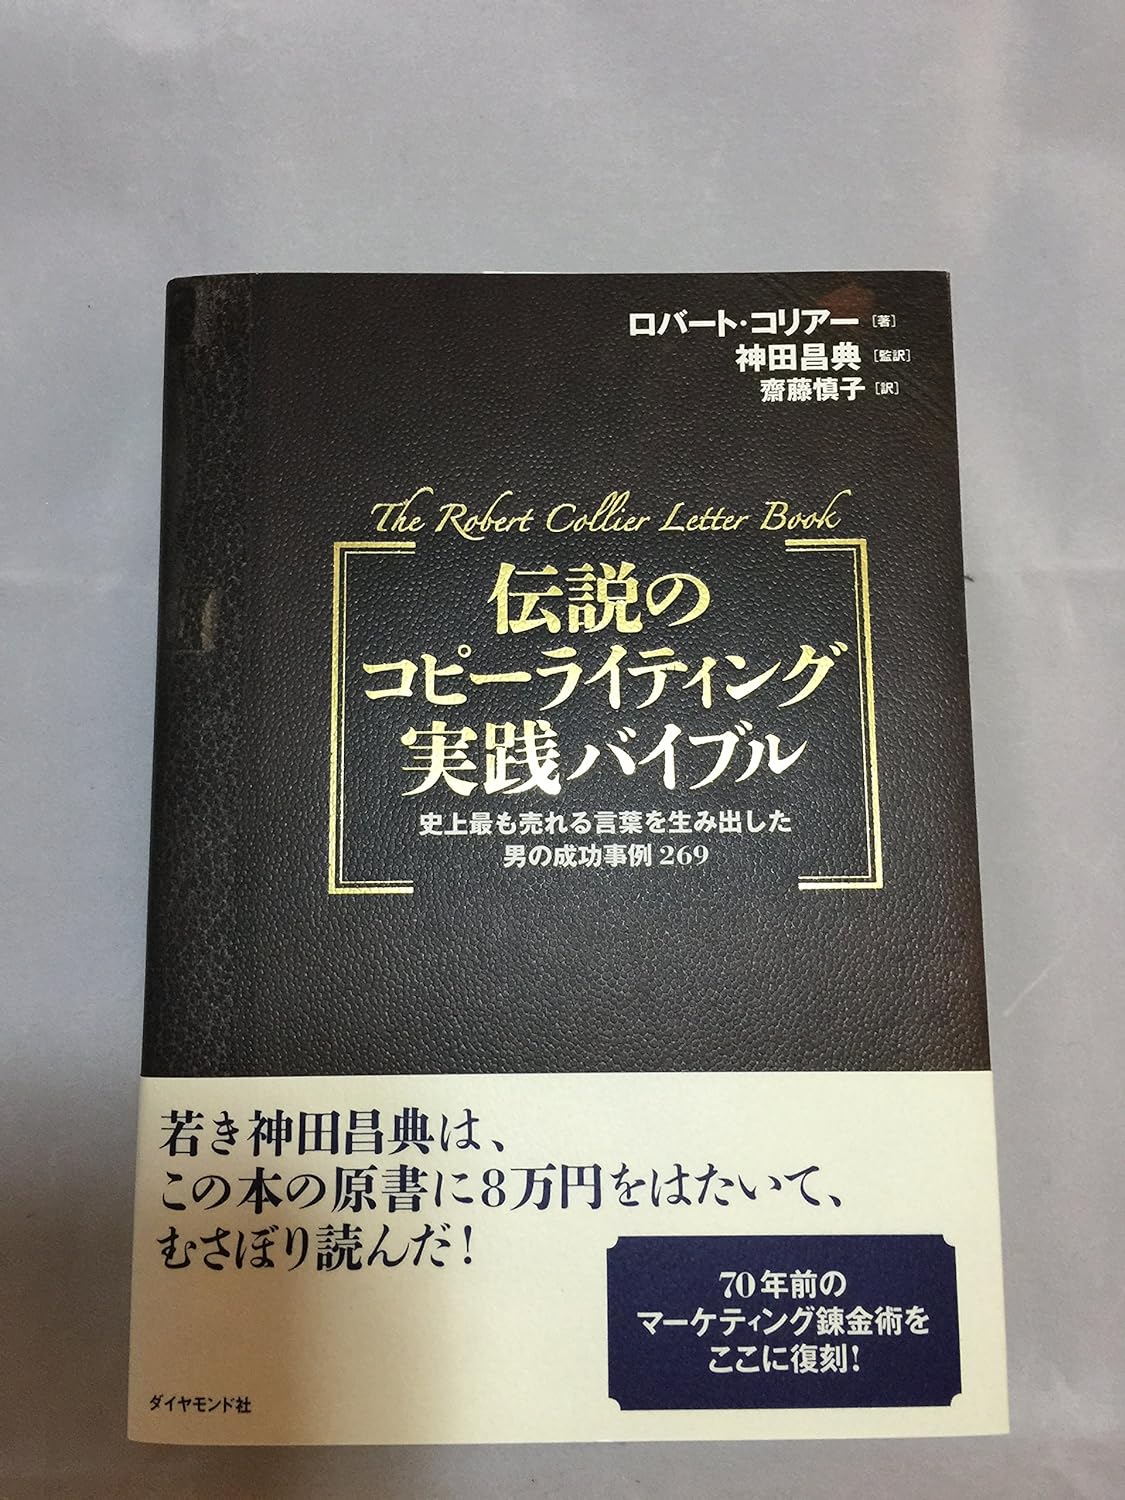 ロバート・コリアー［著］
神田昌典［監訳］
齋藤慎子［訳］
The Robert Collier Letter Book
伝説の
コピーライティング
実践バイブル
史上最も売れる言葉を生み出した
男の成功事例269
若き神田昌典は、
この本の原書に8万円をはたいて、
むさぼり読んだ!
70年前の
マーケティング錬金術を
ここに復刻!
ダイヤモンド社